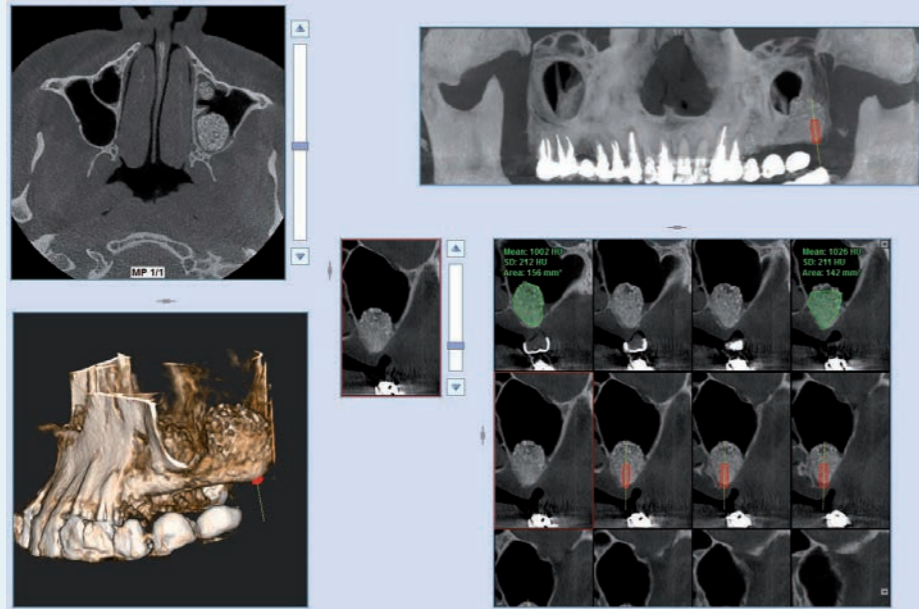 MP 1/1
Mean: 1002 HU
SD: 212 HU
Area: 156 mm²
Mean: 1026 HU
SD: 211 HU
Area: 142 mm²